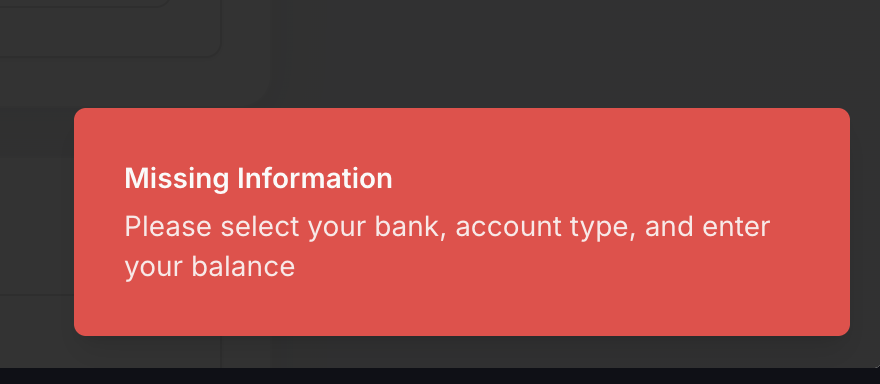 Missing Information
Please select your bank, account type, and enter
your balance